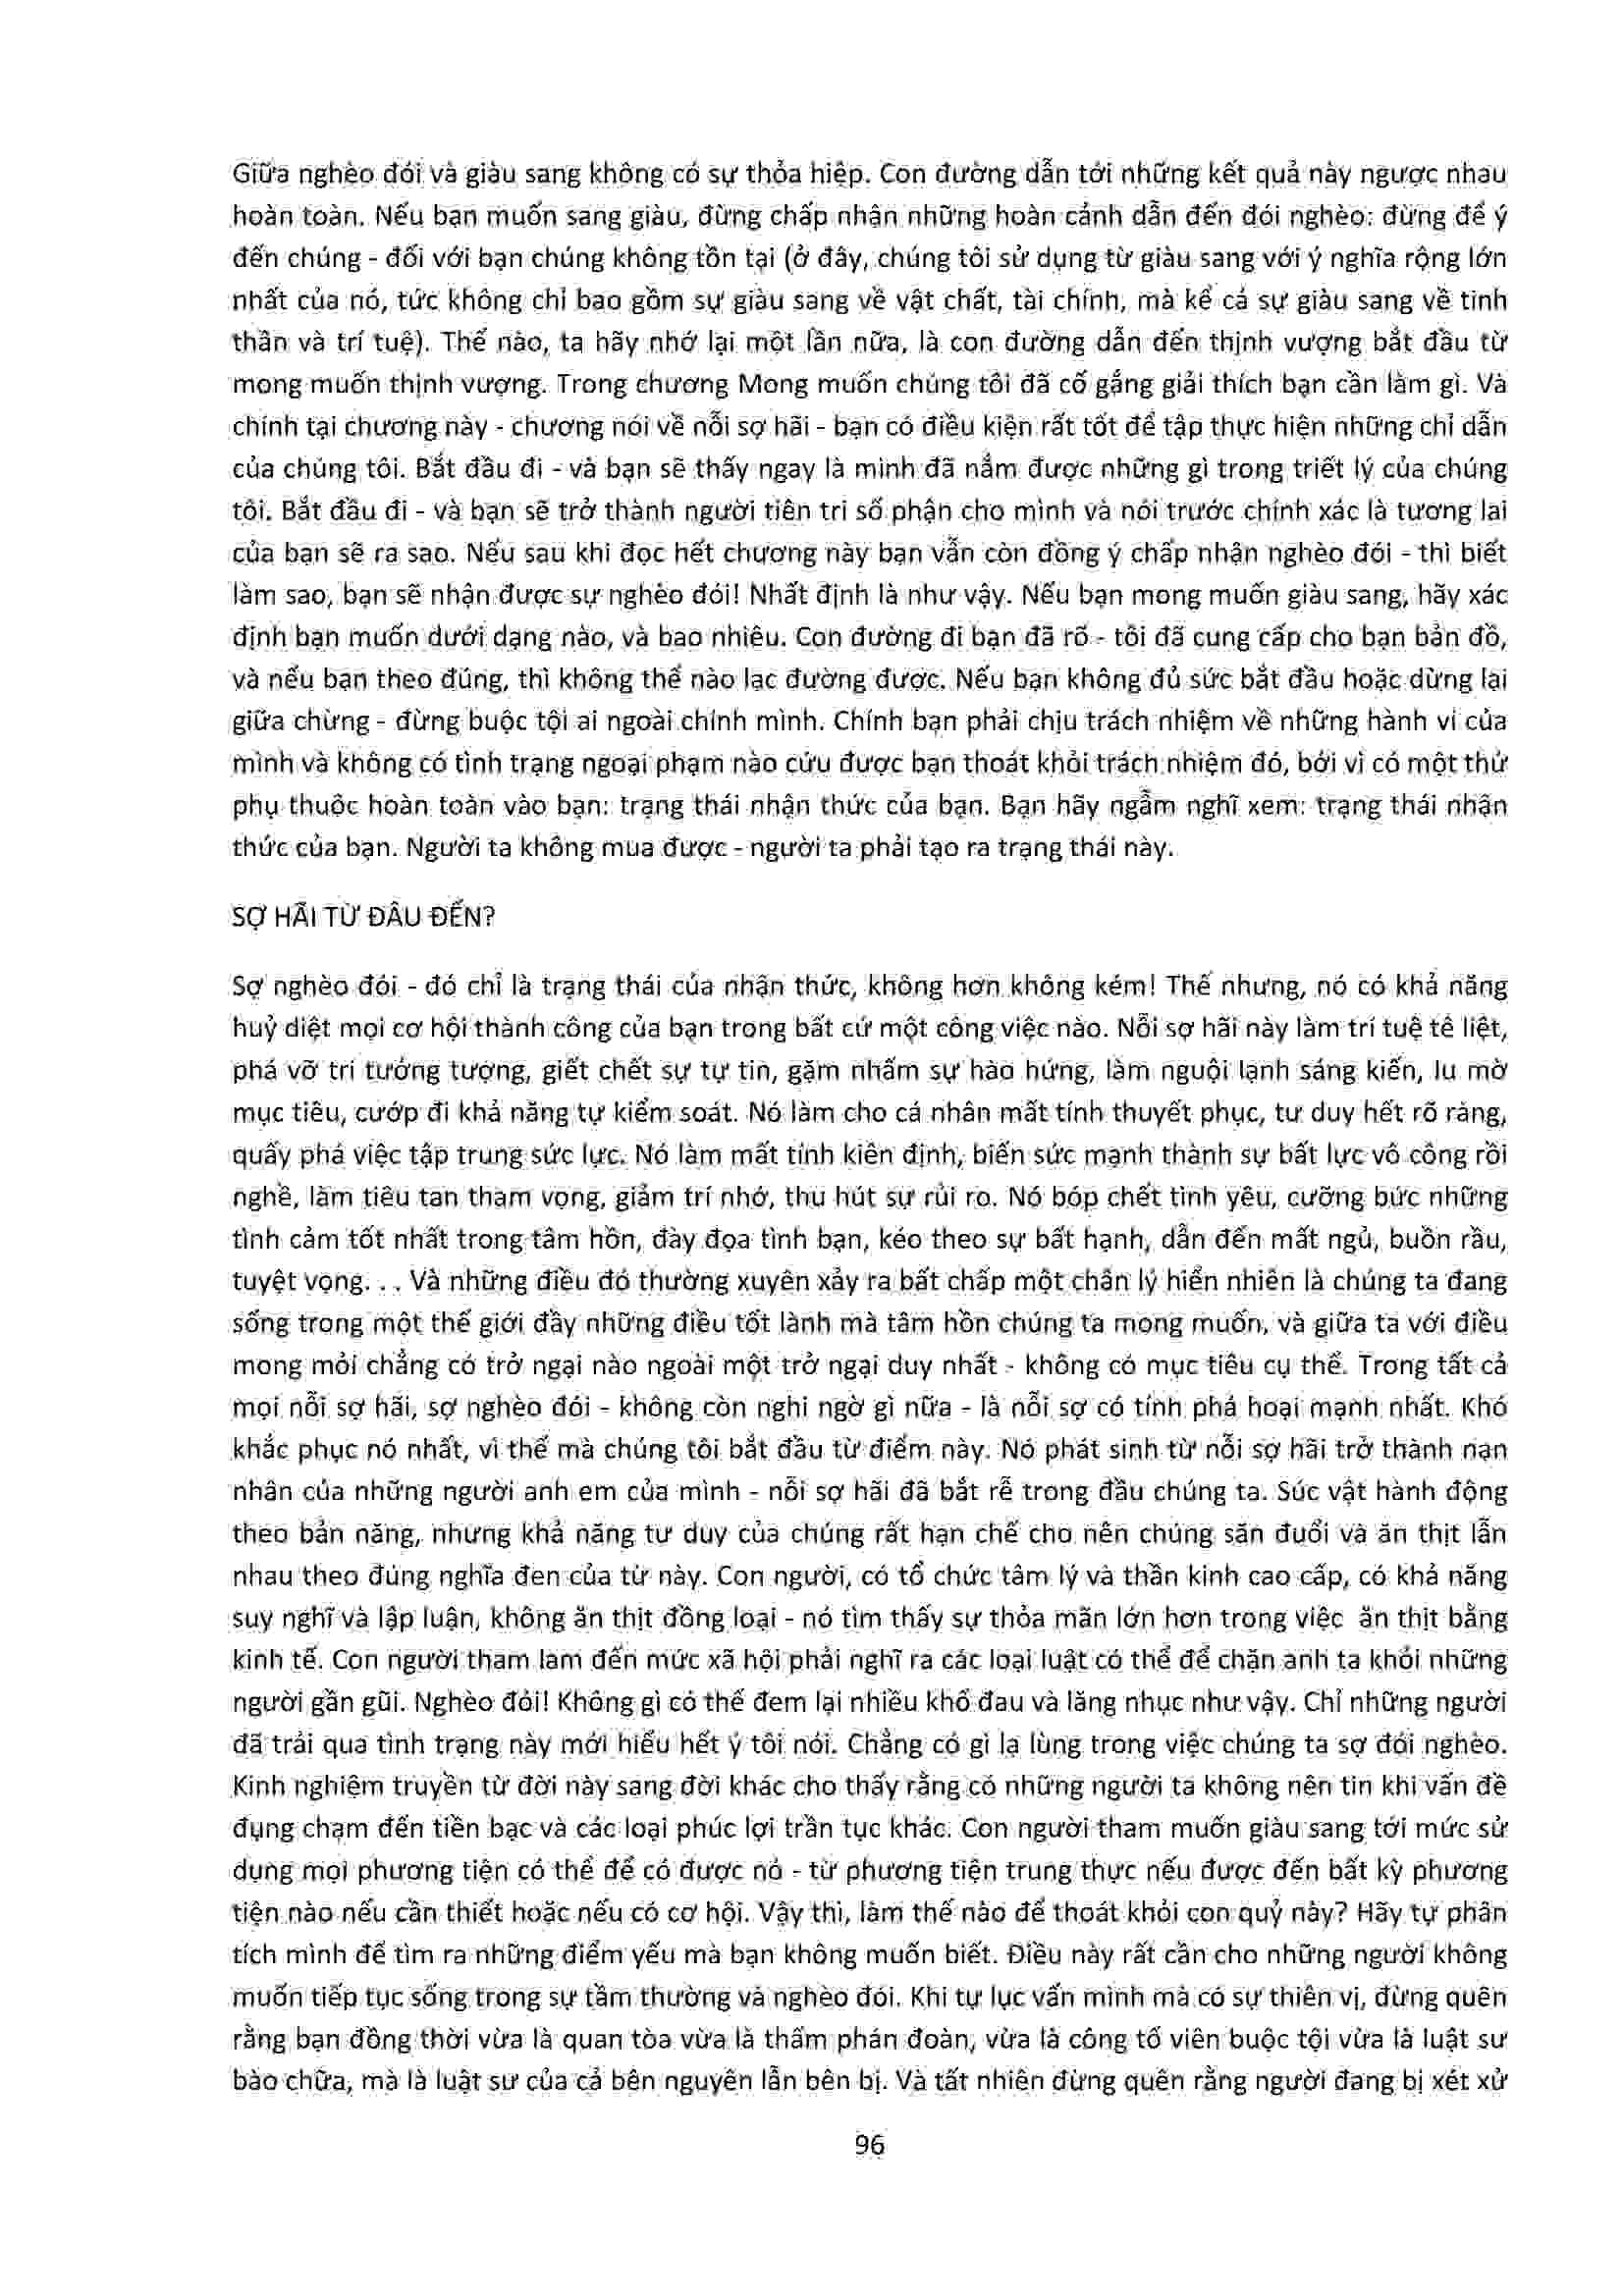 Giữa nghèo đói và giàu sang không có sự thỏa hiệp. Con đường dẫn tới những kết quả này ngược nhau
hoàn toàn. Nếu bạn muốn sang giàu, đừng chấp nhận những hoàn cảnh dẫn đến đói nghèo: đừng để ý
đến chúng - đối với bạn chúng không tồn tại (ở đây, chúng tôi sử dụng từ giàu sang với ý nghĩa rộng lớn
nhất của nó, tức không chỉ bao gồm sự giàu sang về vật chất, tài chính, mà kể cả sự giàu sang về tinh
thần và trí tuệ). Thế nào, ta hãy nhớ lại một lần nữa, là con đường dẫn đến thịnh vượng bắt đầu từ
mong muốn thịnh vượng. Trong chương Mong muốn chúng tôi đã cố gắng giải thích bạn cần làm gì. Và
chính tại chương này - chương nói về nỗi sợ hãi - bạn có điều kiện rất tốt để tập thực hiện những chỉ dẫn
của chúng tôi. Bắt đầu đi - và bạn sẽ thấy ngay là mình đã nắm được những gì trong triết lý của chúng
tôi. Bắt đầu đi - và bạn sẽ trở thành người tiên tri số phận cho mình và nói trước chính xác là tương lai
của bạn sẽ ra sao. Nếu sau khi đọc hết chương này bạn vẫn còn đồng ý chấp nhận nghèo đói - thì biết
làm sao, bạn sẽ nhận được sự nghèo đói! Nhất định là như vậy. Nếu bạn mong muốn giàu sang, hãy xác
định bạn muốn dưới dạng nào, và bao nhiêu. Con đường đi bạn đã rõ - tôi đã cung cấp cho bạn bản đồ,
và nếu bạn theo đúng, thì không thể nào lạc đường được. Nếu bạn không đủ sức bắt đầu hoặc dừng lại
giữa chừng - đừng buộc tội ai ngoài chính mình. Chính bạn phải chịu trách nhiệm về những hành vi của
mình và không có tình trạng ngoại phạm nào cứu được bạn thoát khỏi trách nhiệm đó, bởi vì có một thứ
phụ thuộc hoàn toàn vào bạn: trạng thái nhận thức của bạn. Bạn hãy ngẫm nghĩ xem: trạng thái nhận
thức của bạn. Người ta không mua được - người ta phải tạo ra trạng thái này.
SỢ HÃI TỪ ĐÂU ĐẾN?
Sợ nghèo đói - đó chỉ là trạng thái của nhận thức, không hơn không kém! Thế nhưng, nó có khả năng
huỷ diệt mọi cơ hội thành công của bạn trong bất cứ một công việc nào. Nỗi sợ hãi này làm trí tuệ tê liệt,
phá vỡ trí tưởng tượng, giết chết sự tự tin, gặm nhấm sự hào hứng, làm nguội lạnh sáng kiến, lu mờ
mục tiêu, cướp đi khả năng tự kiểm soát. Nó làm cho cá nhân mất tính thuyết phục, tư duy hết rõ ràng,
quấy phá việc tập trung sức lực. Nó làm mất tính kiên định, biến sức mạnh thành sự bất lực vô công rồi
nghề, làm tiêu tan tham vọng, giảm trí nhớ, thu hút sự rủi ro. Nó bóp chết tình yêu, cưỡng bức những
tình cảm tốt nhất trong tâm hồn, đày đọa tình bạn, kéo theo sự bất hạnh, dẫn đến mất ngủ, buồn rầu,
tuyệt vọng. . . Và những điều đó thường xuyên xảy ra bất chấp một chân lý hiển nhiên là chúng ta đang
sống trong một thế giới đầy những điều tốt lành mà tâm hồn chúng ta mong muốn, và giữa ta với điều
mong mỏi chẳng có trở ngại nào ngoài một trở ngại duy nhất - không có mục tiêu cụ thể. Trong tất cả
mọi nỗi sợ hãi, sợ nghèo đói - không còn nghi ngờ gì nữa - là nỗi sợ có tính phá hoại mạnh nhất. Khó
khắc phục nó nhất, vì thế mà chúng tôi bắt đầu từ điểm này. Nó phát sinh từ nỗi sợ hãi trở thành nạn
nhân của những người anh em của mình - nỗi sợ hãi đã bắt rễ trong đầu chúng ta. Súc vật hành động
theo bản năng, nhưng khả năng tư duy của chúng rất hạn chế cho nên chúng săn đuổi và ăn thịt lẫn
nhau theo đúng nghĩa đen của từ này. Con người, có tổ chức tâm lý và thần kinh cao cấp, có khả năng
suy nghĩ và lập luận, không ăn thịt đồng loại - nó tìm thấy sự thỏa mãn lớn hơn trong việc ăn thịt bằng
kinh tế. Con người tham lam đến mức xã hội phải nghĩ ra các loại luật có thể để chặn anh ta khỏi những
người gần gũi. Nghèo đói! Không gì có thể đem lại nhiều khổ đau và lăng nhục như vậy. Chỉ những người
đã trải qua tình trạng này mới hiểu hết ý tôi nói. Chẳng có gì lạ lùng trong việc chúng ta sợ đói nghèo.
Kinh nghiệm truyền từ đời này sang đời khác cho thấy rằng có những người ta không nên tin khi vấn đề
đụng chạm đến tiền bạc và các loại phúc lợi trần tục khác. Con người tham muốn giàu sang tới mức sử
dụng mọi phương tiện có thể để có được nó - từ phương tiện trung thực nếu được đến bất kỳ phương
tiện nào nếu cần thiết hoặc nếu có cơ hội. Vậy thì, làm thế nào để thoát khỏi con quỷ này? Hãy tự phân
tích mình để tìm ra những điểm yếu mà bạn không muốn biết. Điều này rất cần cho những người không
muốn tiếp tục sống trong sự tầm thường và nghèo đói. Khi tự lục vấn mình mà có sự thiên vị, đừng quên
rằng bạn đồng thời vừa là quan tòa vừa là thẩm phán đoàn, vừa là công tố viên buộc tội vừa là luật sư
bào chữa, mà là luật sư của cả bên nguyên lẫn bên bị. Và tất nhiên đừng quên rằng người đang bị xét xử
96